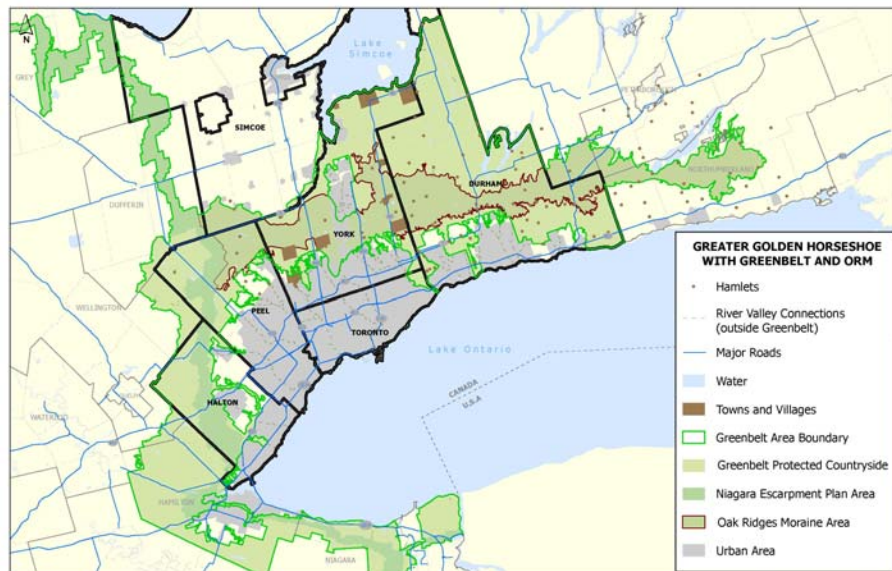 N
Lake
Simcoe
GREY
SIMCOE
PETERBOROUGH
NORTHUMBERLAND
DURHAM
DUFFERIN
YORK
WELLINGTON
PEEL
TORONTO
Lake Ontario
CANADA
U.S.A
HALTON
WATERLOO
HAMILTON
NIAGARA
GREATER GOLDEN HORSESHOE
WITH GREENBELT AND ORM
Hamlets
River Valley Connections
(outside Greenbelt)
Major Roads
Water
Towns and Villages
Greenbelt Area Boundary
Greenbelt Protected Countryside
Niagara Escarpment Plan Area
Oak Ridges Moraine Area
Urban Area